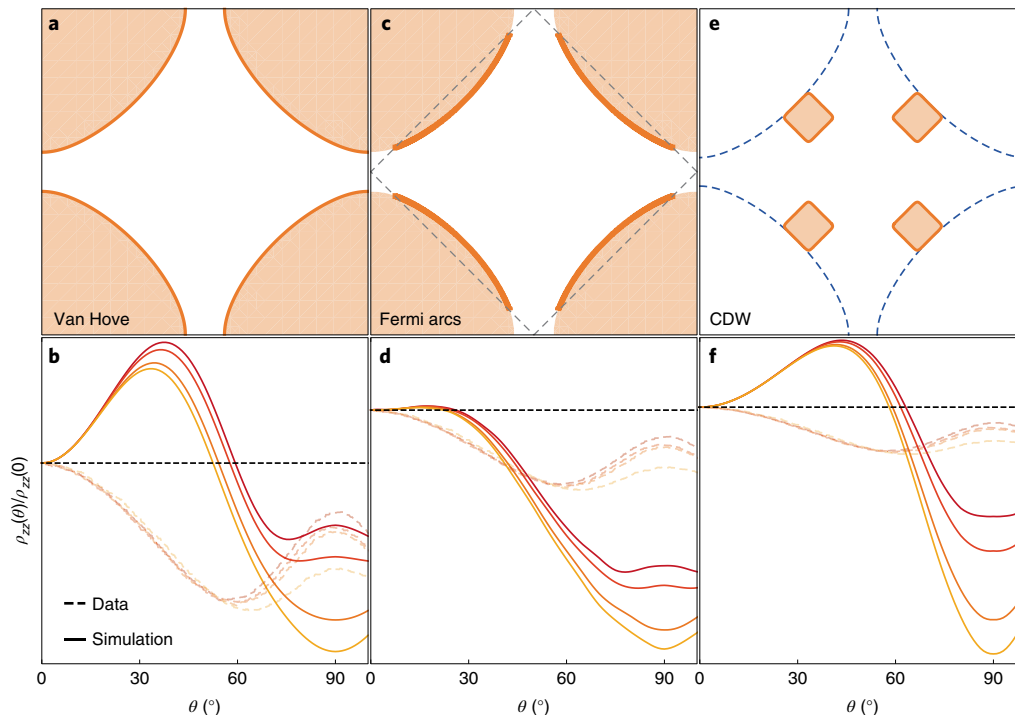 a
c
e
Van Hove
Fermi arcs
CDW
b
d
f
ρzz(θ)/ρzz(0)
Data
Simulation
0 30 60 90
0 30 60 90
0 30 60 90
θ (°)
θ (°)
θ (°)